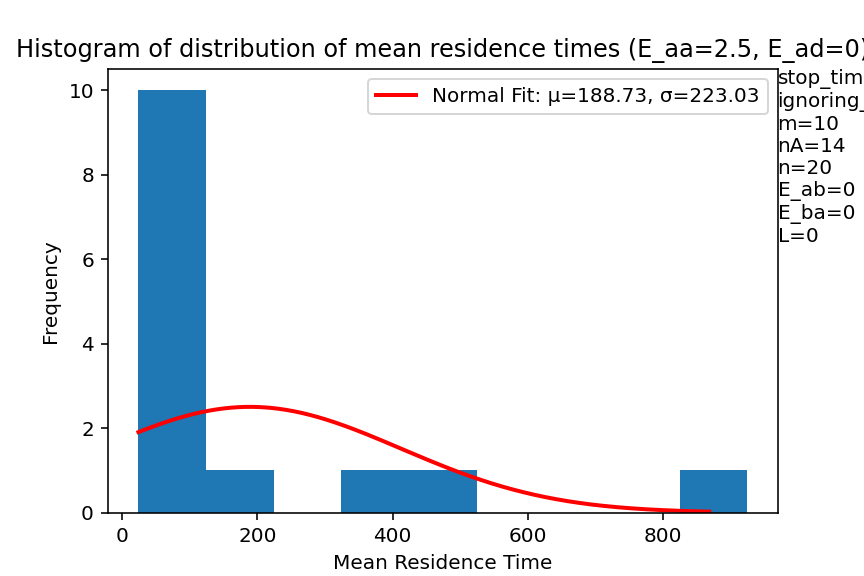 Histogram of distribution of mean residence times (E_aa=2.5, E_ad=0)
Normal Fit: μ=188.73, σ=223.03
stop_tim
ignoring_
m=10
nA=14
n=20
E_ab=0
E_ba=0
L=0
Frequency
10
8
6
4
2
0
0 200 400 600 800
Mean Residence Time